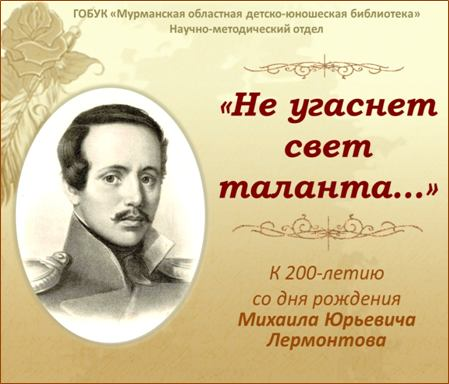 ГОБУК «Мурманская областная детско-юношеская библиотека»
Научно-методический отдел
«Не угаснет
свет
таланта...»
К 200-летию
со дня рождения
Михаила Юрьевича
Лермонтова